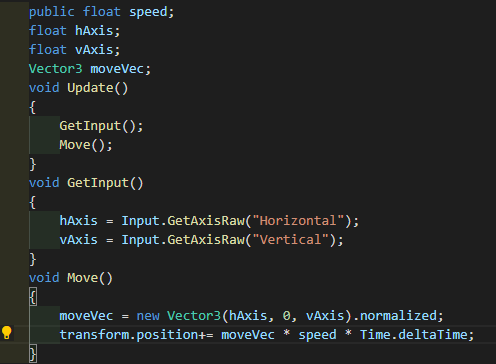 public float speed;
float hAxis;
float vAxis;
Vector3 moveVec;
void Update()
{
    GetInput();
    Move();
}
void GetInput()
{
    hAxis = Input.GetAxisRaw("Horizontal");
    vAxis = Input.GetAxisRaw("Vertical");
}
void Move()
{
    moveVec = new Vector3(hAxis, 0, vAxis).normalized;
    transform.position+= moveVec * speed * Time.deltaTime;
}